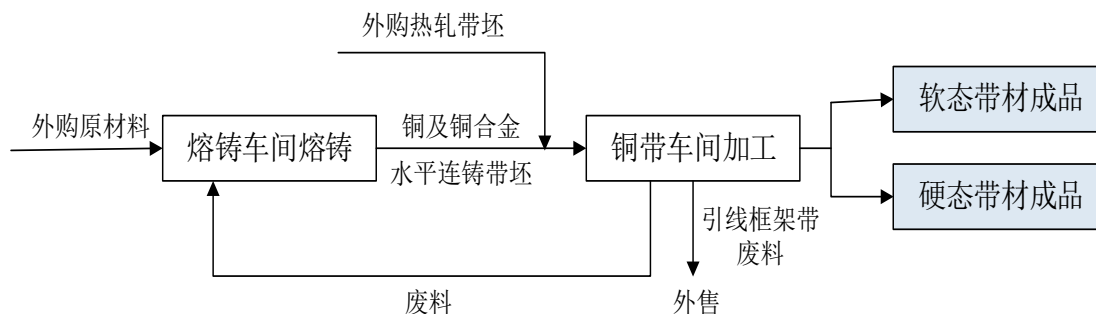 外购热轧带坯
外购原材料
熔铸车间熔铸
铜及铜合金
水平连铸带坯
铜带车间加工
软态带材成品
硬态带材成品
引线框架带
废料
废料
外售